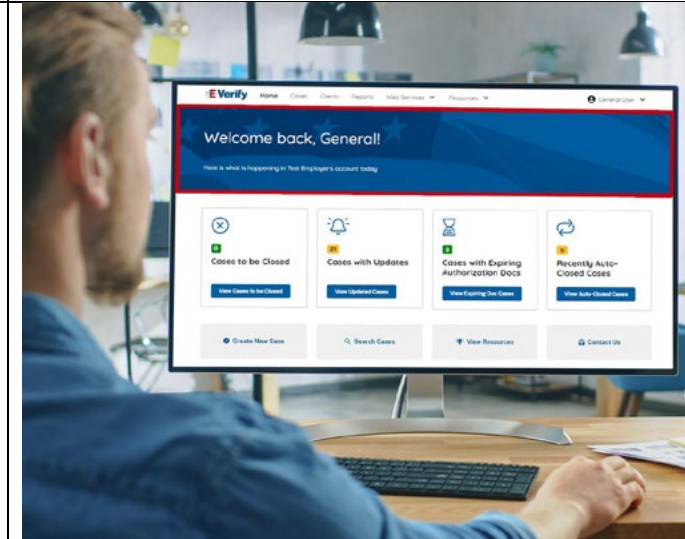 E-Verify Home Cases Clients Reports Web Services Resources General User
Welcome back, General!
Here is what is happening in Test Employer's account today
0
Cases to be Closed
View Cases to be Closed
21
Cases with Updates
View Updated Cases
Cases with Expiring
Authorization Docs
View Expiring Doc Cases
Recently Auto-
Closed Cases
View Auto-Closed Cases
Create New Case
Search Cases
View Resources
Contact Us